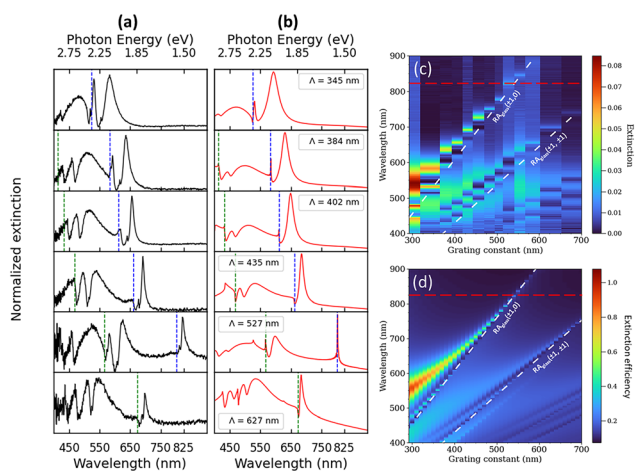 (a)
(b)
Photon Energy (eV)
Photon Energy (eV)
2.75 2.25 1.85 1.50
2.75 2.25 1.85 1.50
Normalized extinction
Λ = 345 nm
Λ = 384 nm
Λ = 402 nm
Λ = 435 nm
Λ = 527 nm
Λ = 627 nm
450 550 650 750 825
450 550 650 750 825
Wavelength (nm)
Wavelength (nm)
(c)
900
800
700
600
500
400
Wavelength (nm)
RAglass(±1,0)
RAglass(±1, ±1)
300 400 500 600 700
Grating constant (nm)
0.08
0.07
0.06
0.05
0.04
0.03
0.02
0.01
0.00
Extinction
(d)
900
800
700
600
500
400
Wavelength (nm)
RAglass(±1,0)
RAglass(±1, ±1)
300 400 500 600 700
Grating constant (nm)
1.0
0.8
0.6
0.4
0.2
Extinction efficiency